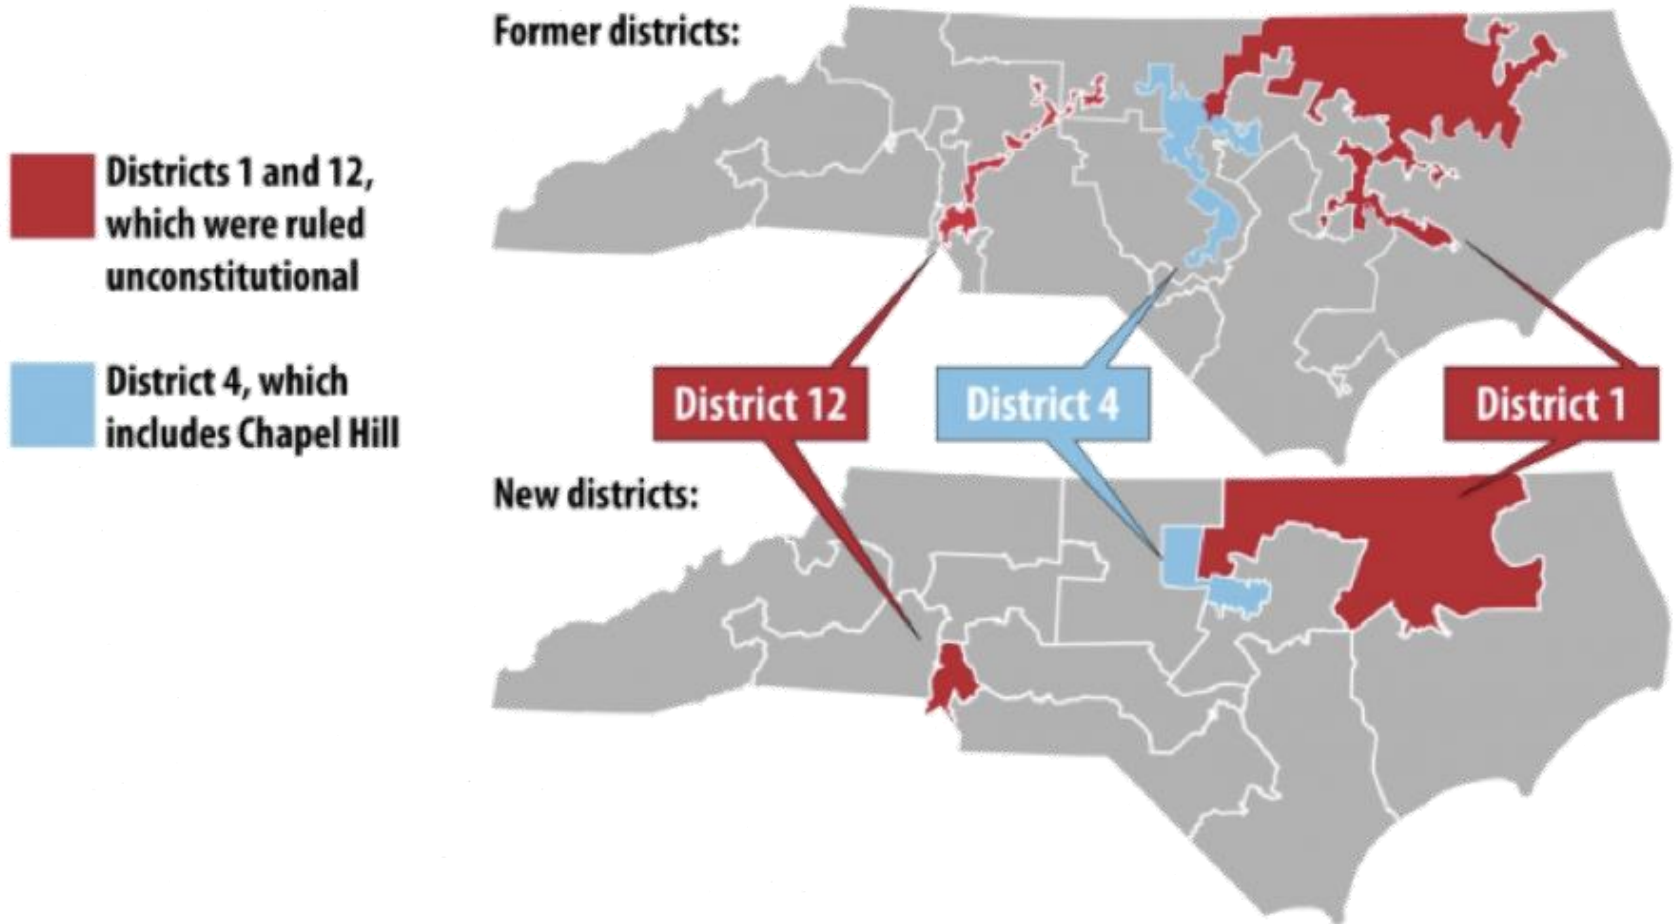 Former districts:
Districts 1 and 12,
which were ruled
unconstitutional
District 4, which
includes Chapel Hill
District 12
District 4
District 1
New districts: